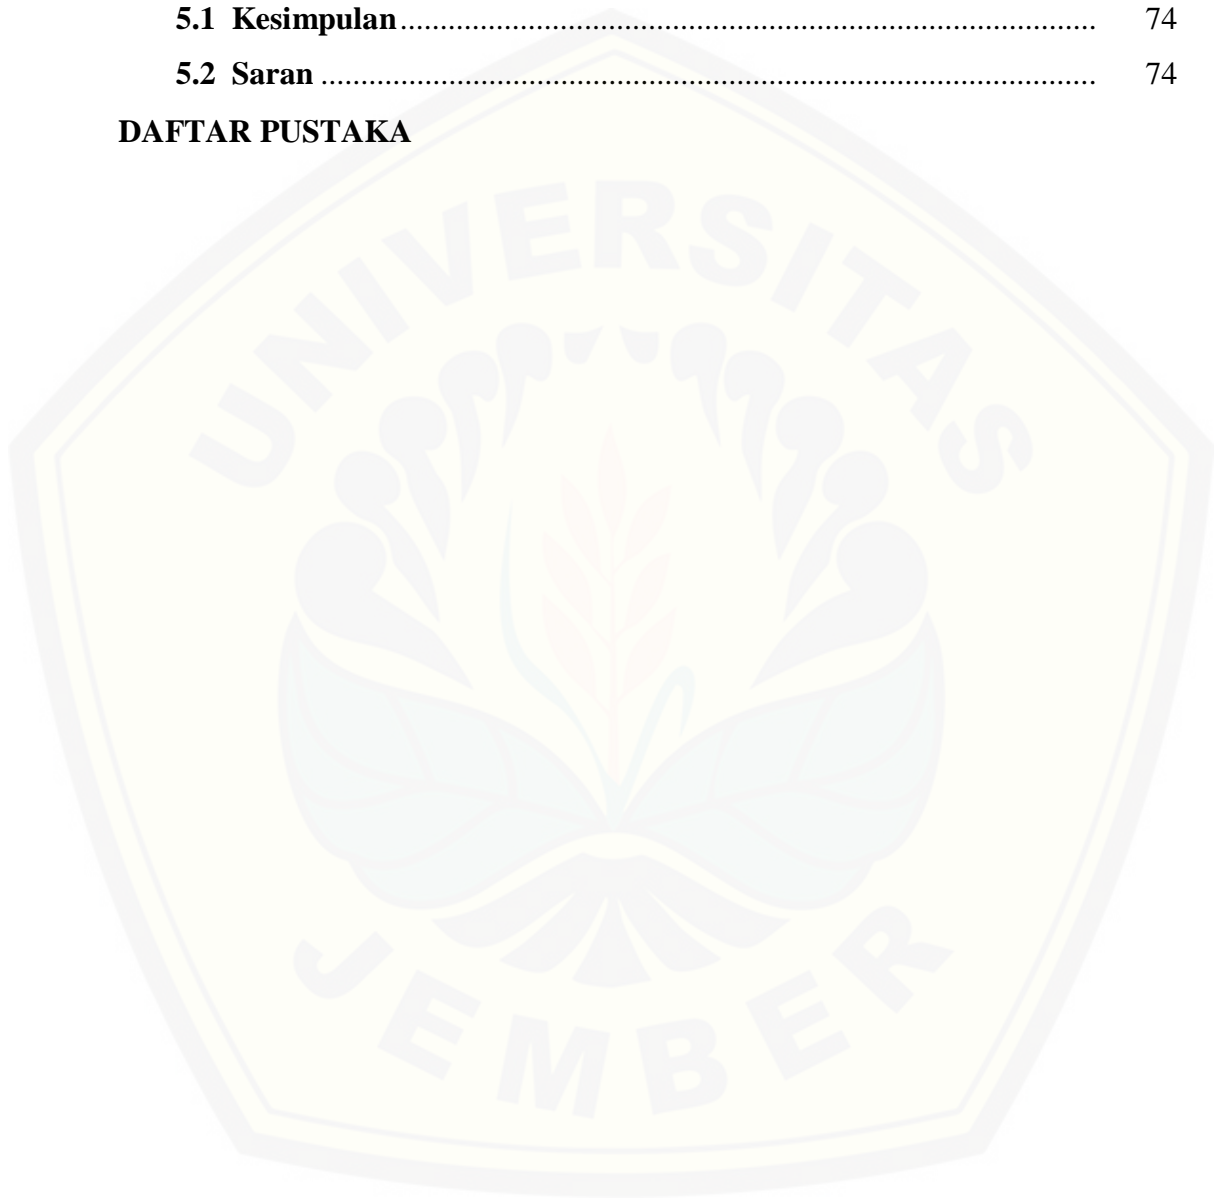 5.1 Kesimpulan........................................................................................ 74
5.2 Saran .................................................................................................. 74
DAFTAR PUSTAKA
UNIVERSITAS
JEMBER